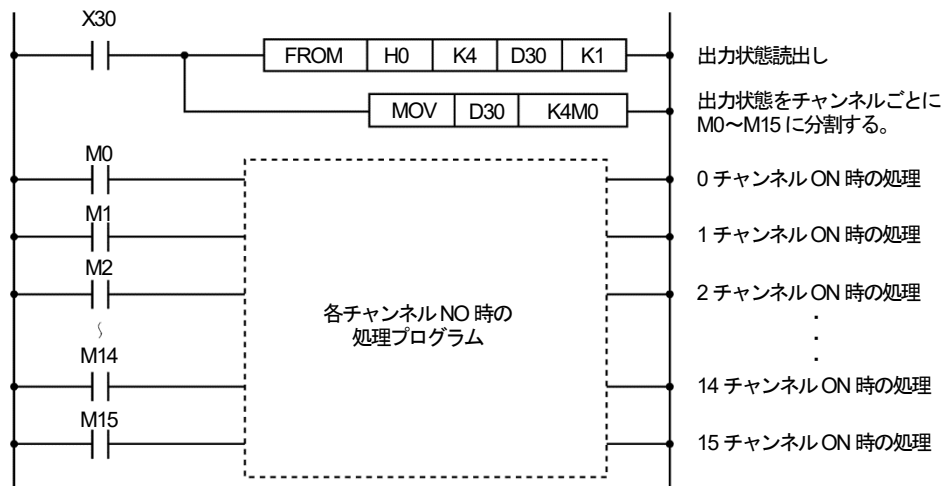 X30
FROM H0 K4 D30 K1 出力状態読出し
MOV D30 K4M0 出力状態をチャンネルごとに
M0～M15 に分割する。
M0 0 チャンネル ON 時の処理
M1 1 チャンネル ON 時の処理
M2 2 チャンネル ON 時の処理
各チャンネル NO 時の
処理プログラム
～
・
・
・
M14 14 チャンネル ON 時の処理
M15 15 チャンネル ON 時の処理